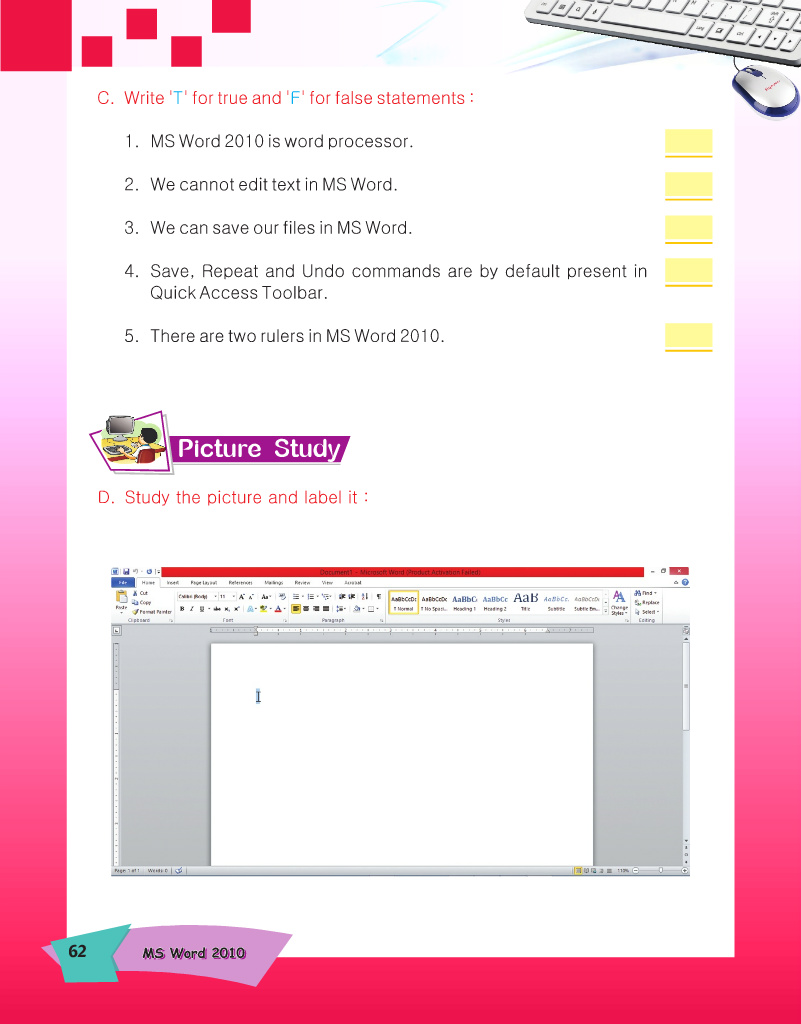 C. Write 'T' for true and 'F' for false statements :
1. MS Word 2010 is word processor.
2. We cannot edit text in MS Word.
3. We can save our files in MS Word.
4. Save, Repeat and Undo commands are by default present in
Quick Access Toolbar.
5. There are two rulers in MS Word 2010.
Picture Study
D. Study the picture and label it :
Document1 - Microsoft Word (Product Activation Failed)
File Home Insert Page Layout References Mailings Review View Acrobat
Paste Cut Copy Format Painter
Calibri (Body) 11
AaBbCcDc AaBbCcDc AaBbC AaBbCc AaB AaBbCc. AaBbCcDc
¶ Normal ¶ No Spaci... Heading 1 Heading 2 Title Subtitle Subtle Em...
Change Styles
Find Replace Select
Clipboard Font Paragraph Styles Editing
Page: 1 of 1 Words: 0 110%
62 MS Word 2010